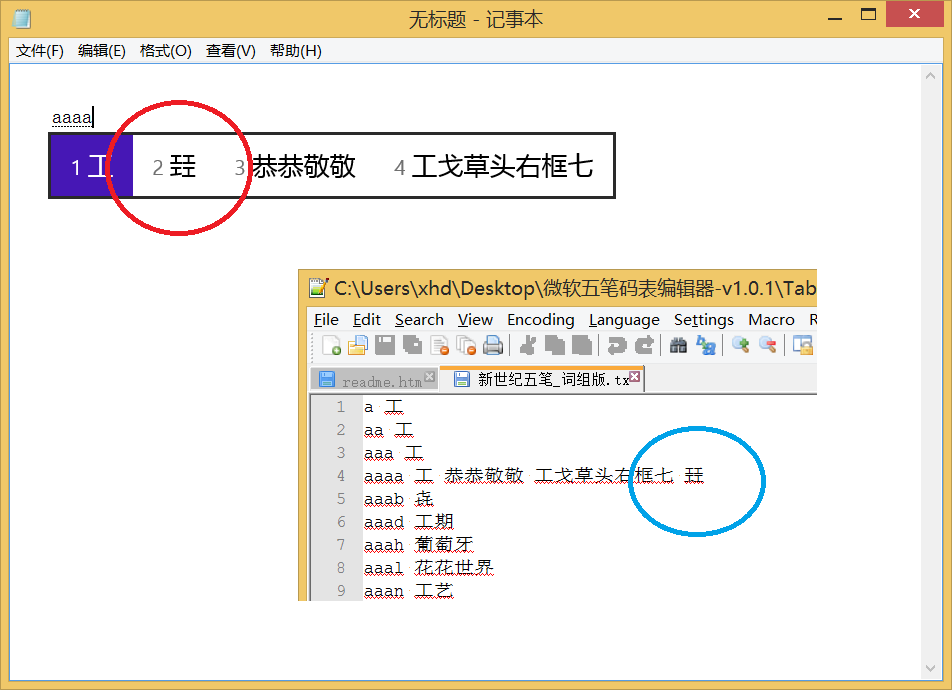 无标题 - 记事本
文件(F) 编辑(E) 格式(O) 查看(V) 帮助(H)
aaaa
1 工 2 㠭 3 恭恭敬敬 4 工戈草头右框七
C:\Users\xhd\Desktop\微软五笔码表编辑器-v1.0.1\Tab
File Edit Search View Encoding Language Settings Macro R
readme.htm 新世纪五笔_词组版.tx
1 a 工
2 aa 工
3 aaa 工
4 aaaa 工 恭恭敬敬 工戈草头右框七 㠭
5 aaab 㐂
6 aaad 工期
7 aaah 葡萄牙
8 aaal 花花世界
9 aaan 工艺